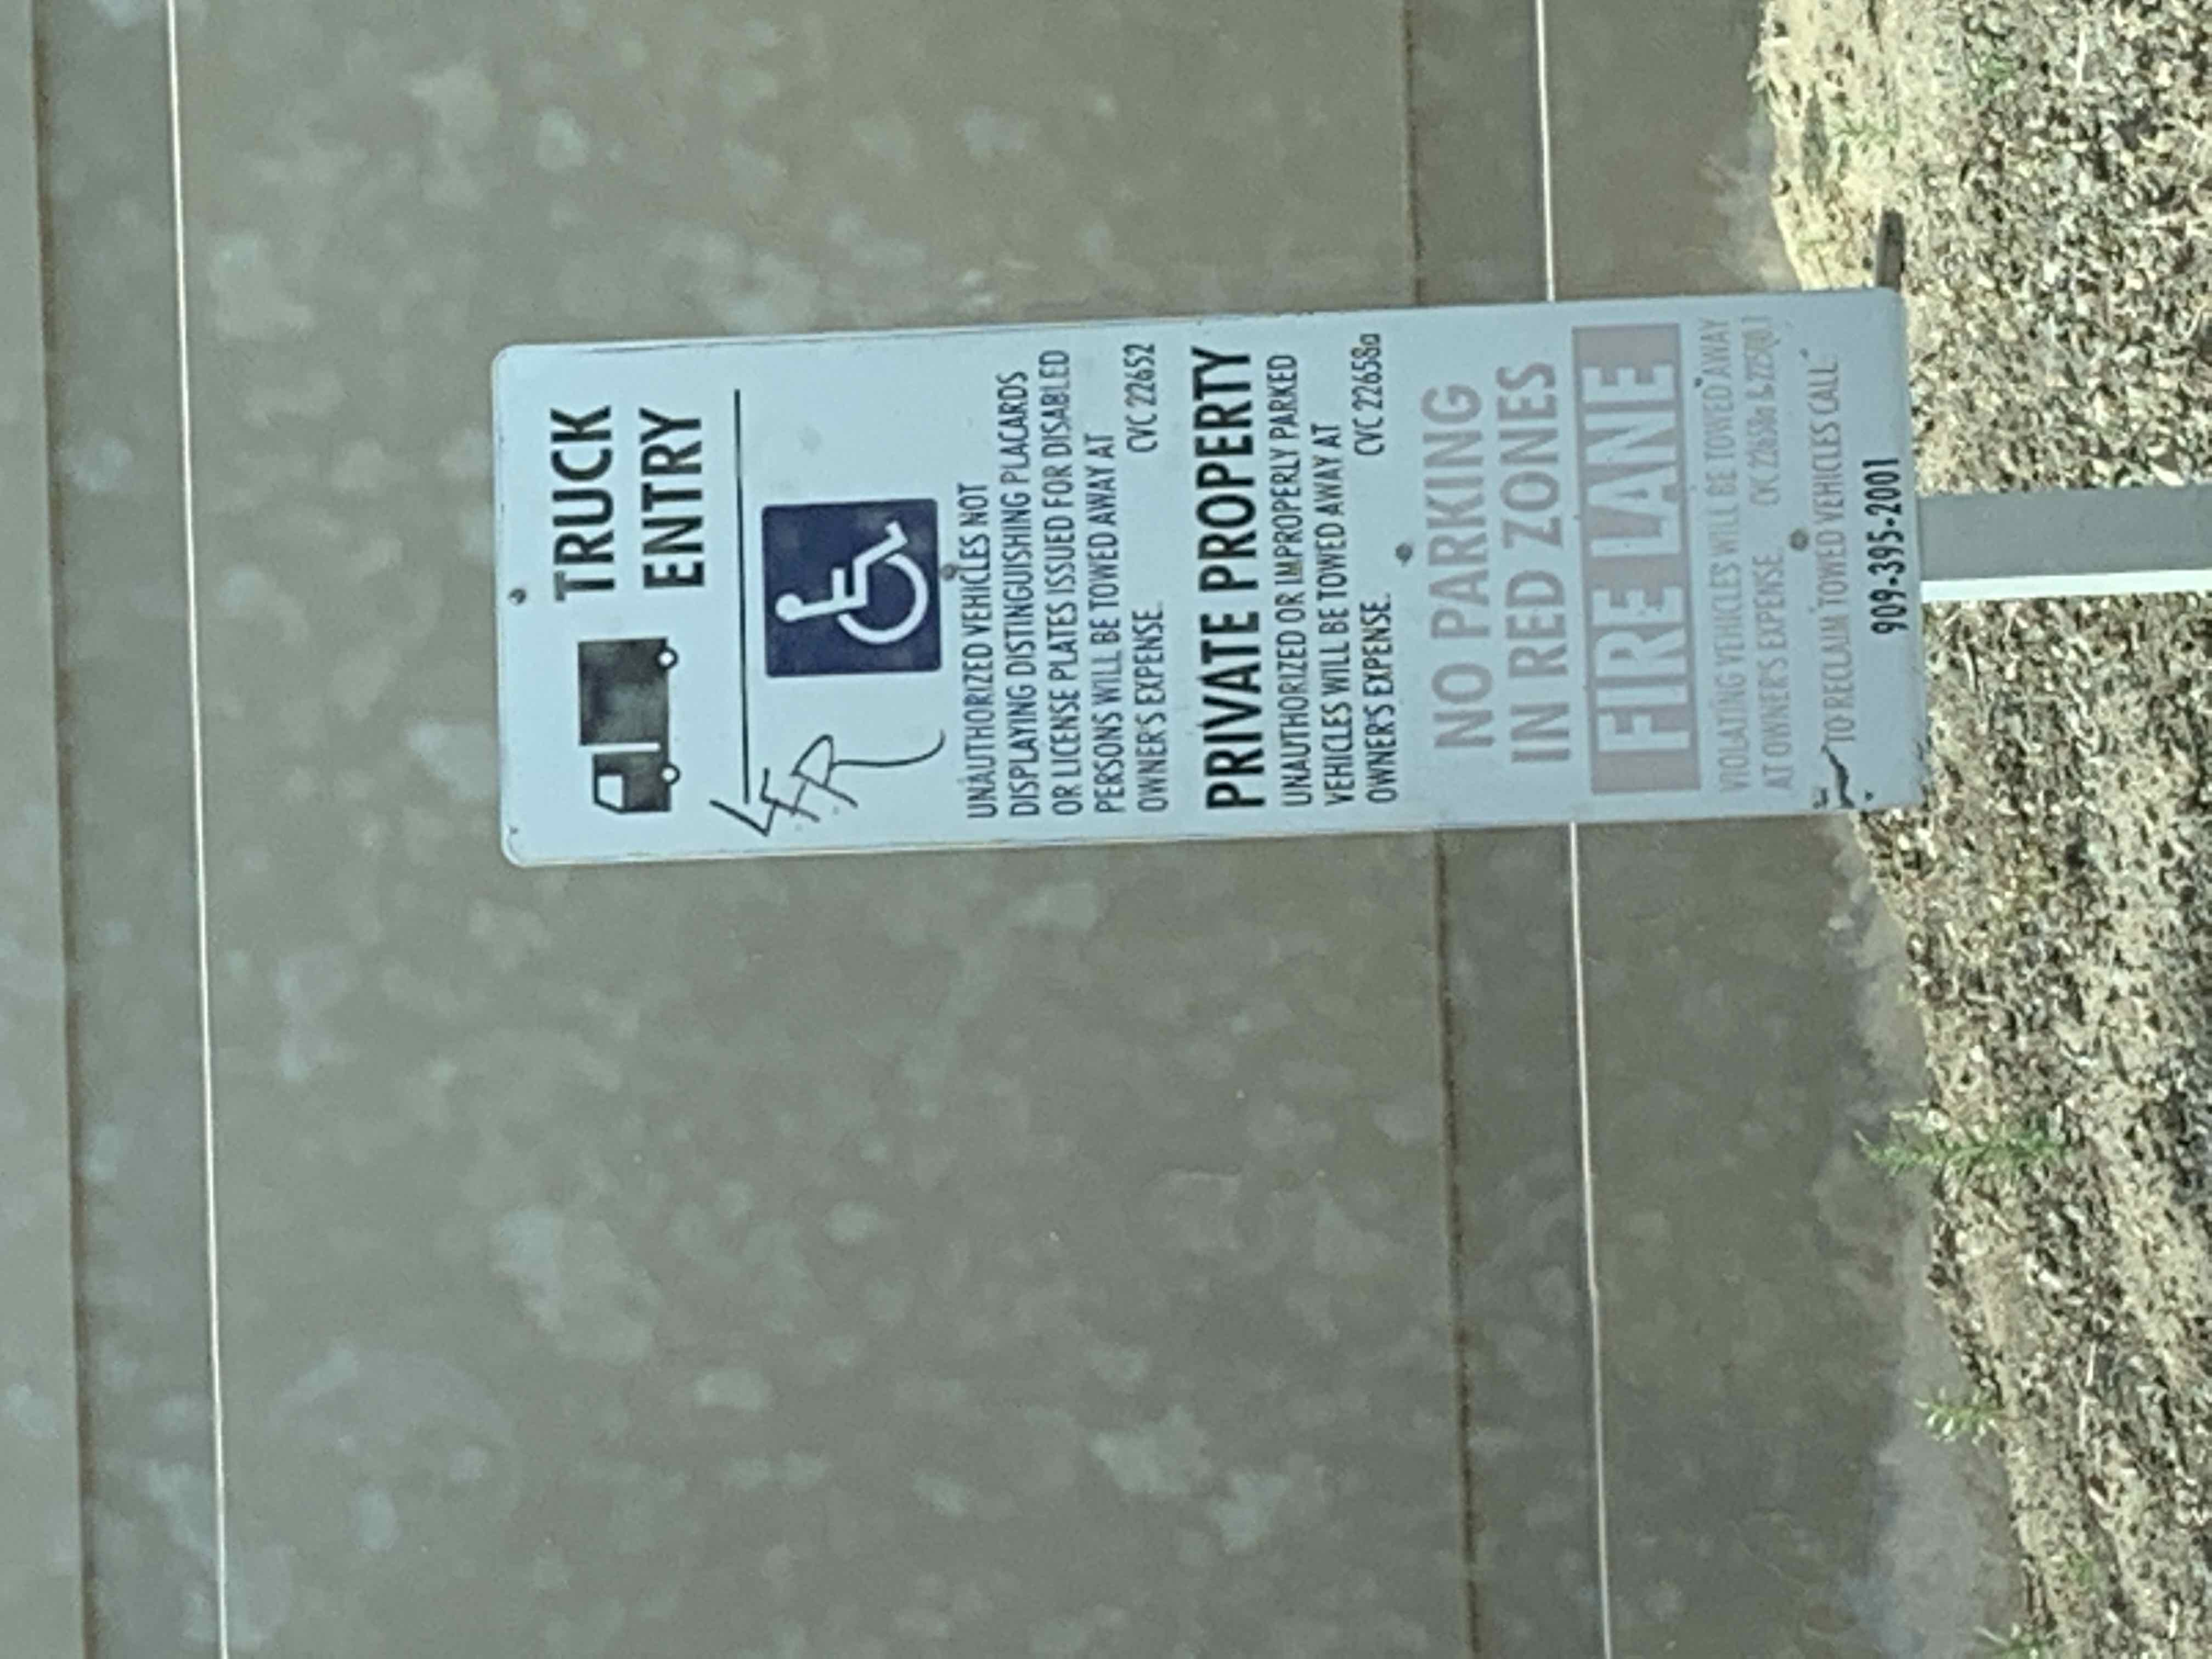 TRUCK
ENTRY
UNAUTHORIZED VEHICLES NOT
DISPLAYING DISTINGUISHING PLACARDS
OR LICENSE PLATES ISSUED FOR DISABLED
PERSONS WILL BE TOWED AWAY AT
OWNER'S EXPENSE. CVC 22652
PRIVATE PROPERTY
UNAUTHORIZED OR IMPROPERLY PARKED
VEHICLES WILL BE TOWED AWAY AT
OWNER'S EXPENSE. CVC 22658a
NO PARKING
IN RED ZONES
FIRE LANE
VIOLATING VEHICLES WILL BE TOWED AWAY
AT OWNER'S EXPENSE CVC 22658a &
TO RECLAIM TOWED VEHICLES CALL
909-395-2001